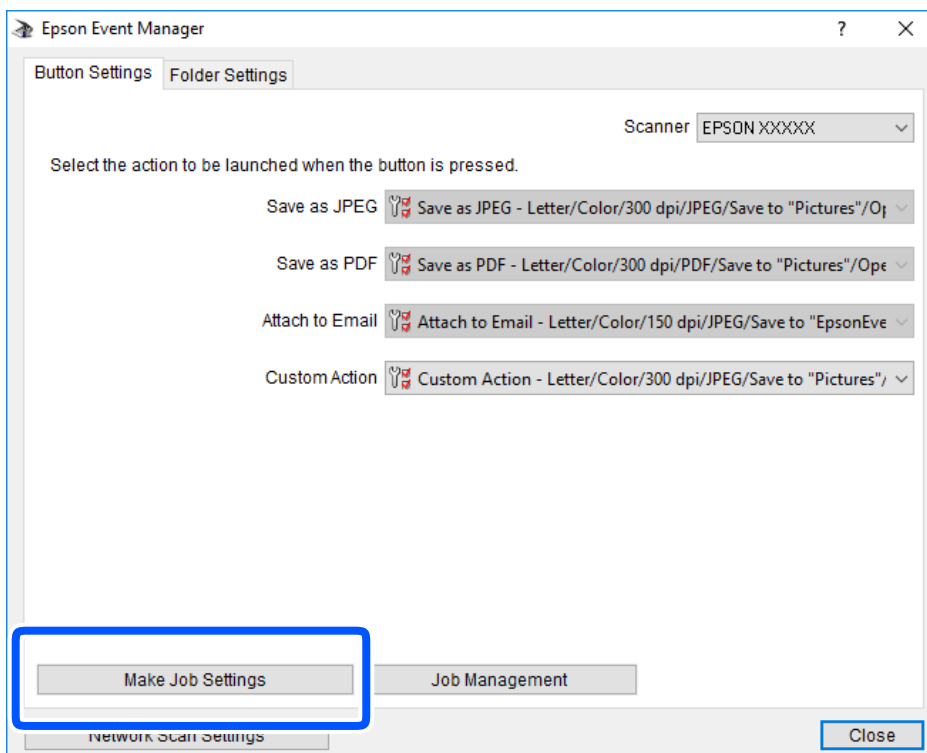 Epson Event Manager
Button Settings
Folder Settings
Scanner EPSON XXXXX
Select the action to be launched when the button is pressed.
Save as JPEG Save as JPEG - Letter/Color/300 dpi/JPEG/Save to "Pictures"/Op
Save as PDF Save as PDF - Letter/Color/300 dpi/PDF/Save to "Pictures"/Ope
Attach to Email Attach to Email - Letter/Color/150 dpi/JPEG/Save to "EpsonEve
Custom Action Custom Action - Letter/Color/300 dpi/JPEG/Save to "Pictures"/
Make Job Settings
Job Management
Network Scan Settings
Close